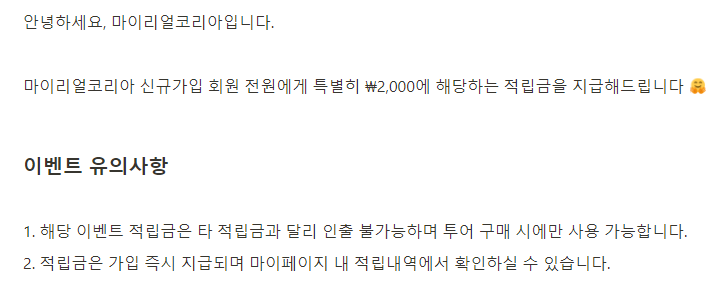 안녕하세요, 마이리얼코리아입니다.
마이리얼코리아 신규가입 회원 전원에게 특별히 ₩2,000에 해당하는 적립금을 지급해드립니다 🤗
이벤트 유의사항
1. 해당 이벤트 적립금은 타 적립금과 달리 인출 불가능하며 투어 구매 시에만 사용 가능합니다.
2. 적립금은 가입 즉시 지급되며 마이페이지 내 적립내역에서 확인하실 수 있습니다.